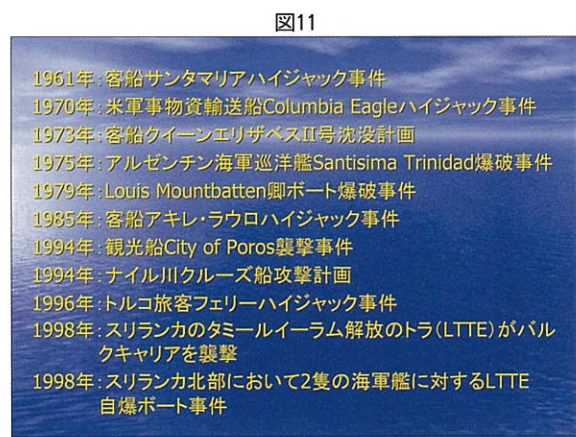 図11
1961年：客船サンタマリアハイジャック事件
1970年：米軍事物資輸送船Columbia Eagleハイジャック事件
1973年：客船クイーンエリザベスII号沈没計画
1975年：アルゼンチン海軍巡洋艦Santisima Trinidad爆破事件
1979年：Louis Mountbatten卿ボート爆破事件
1985年：客船アキレ・ラウロハイジャック事件
1994年：観光船City of Poros襲撃事件
1994年：ナイル川クルーズ船攻撃計画
1996年：トルコ旅客フェリーハイジャック事件
1998年：スリランカのタミールイーラム解放のトラ（LTTE）がバル
クキャリアを襲撃
1998年：スリランカ北部において2隻の海軍艦に対するLTTE
自爆ボート事件